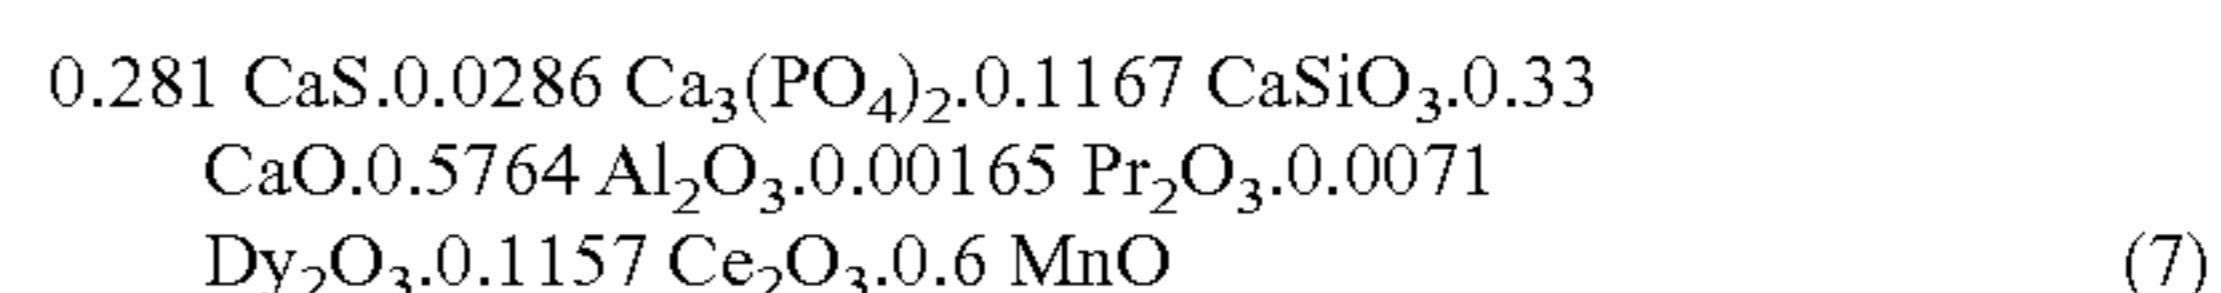 0.281 CaS.0.0286 Ca₃(PO₄)₂.0.1167 CaSiO₃.0.33
CaO.0.5764 Al₂O₃.0.00165 Pr₂O₃.0.0071
Dy₂O₃.0.1157 Ce₂O₃.0.6 MnO (7)